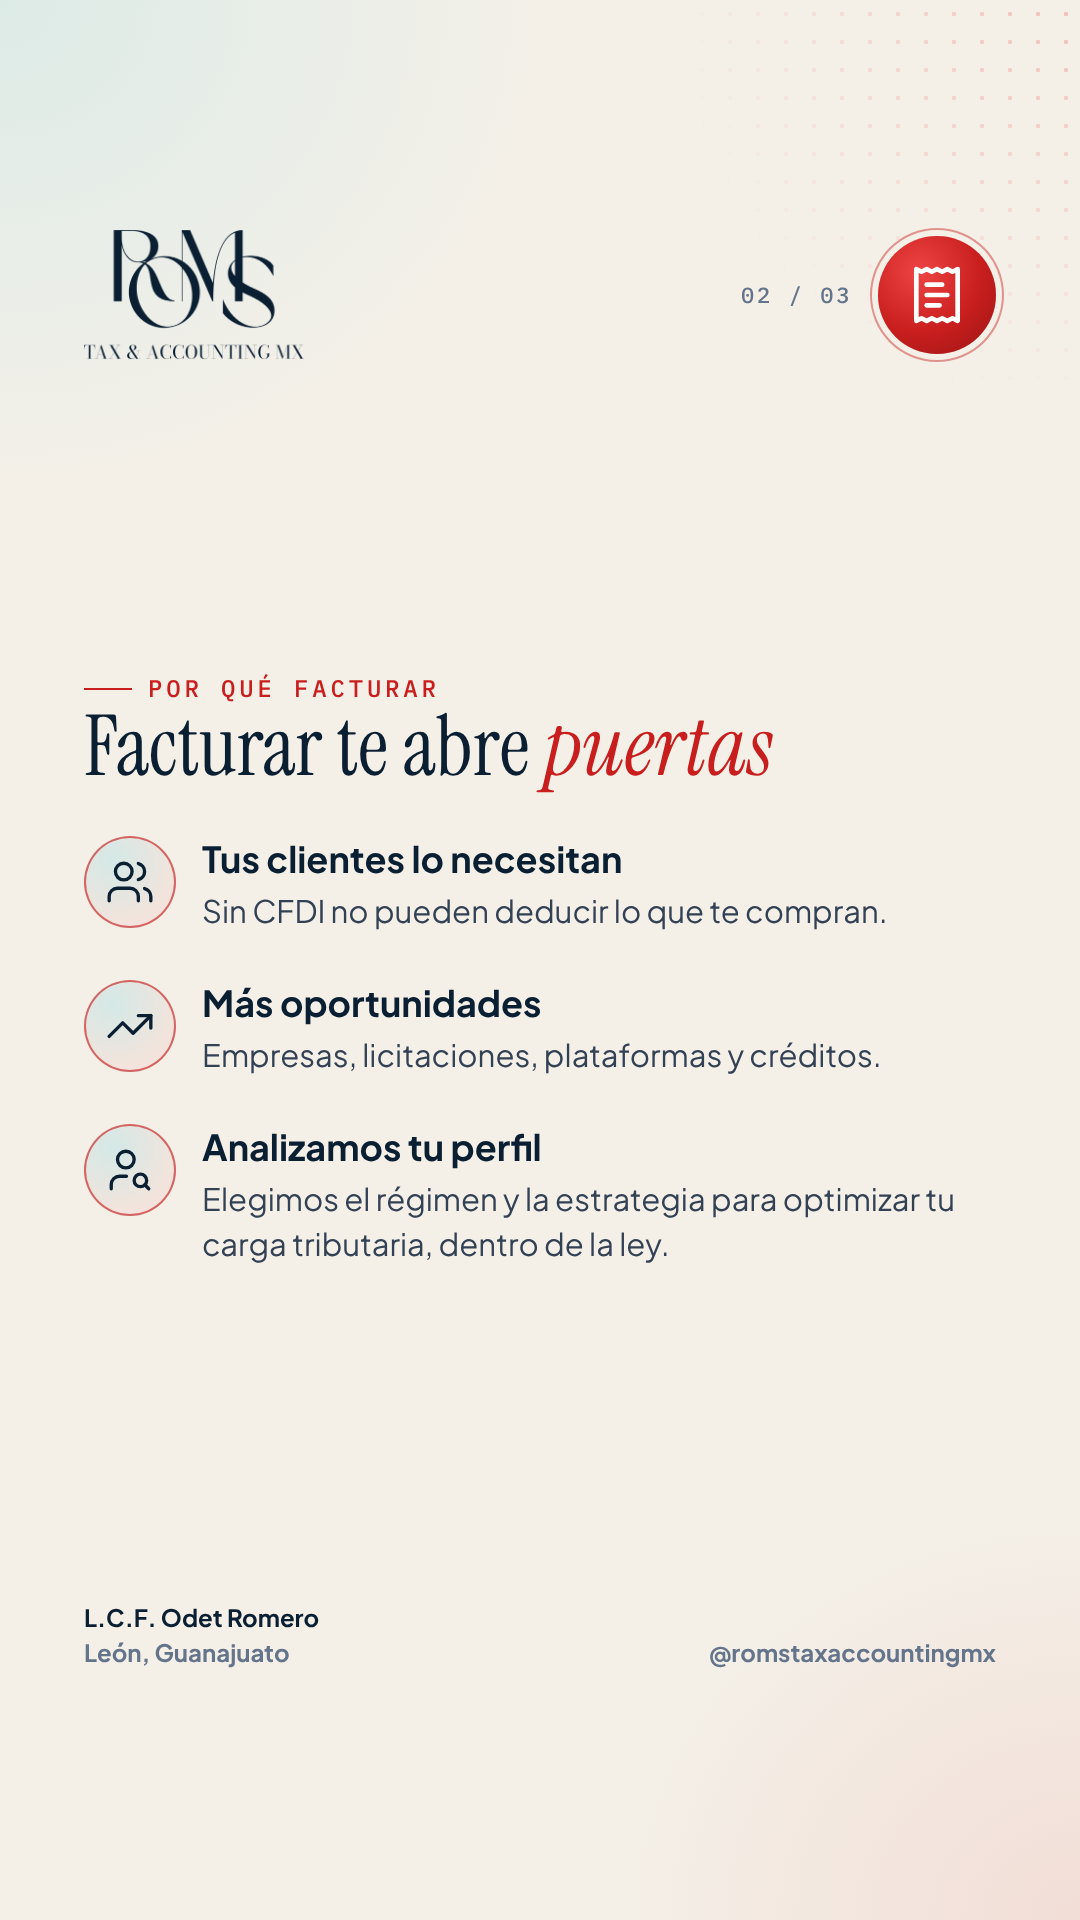 ROMS
TAX & ACCOUNTING MX
02 / 03
POR QUÉ FACTURAR
Facturar te abre puertas
Tus clientes lo necesitan
Sin CFDI no pueden deducir lo que te compran.
Más oportunidades
Empresas, licitaciones, plataformas y créditos.
Analizamos tu perfil
Elegimos el régimen y la estrategia para optimizar tu
carga tributaria, dentro de la ley.
L.C.F. Odet Romero
León, Guanajuato
@romstaxaccountingmx